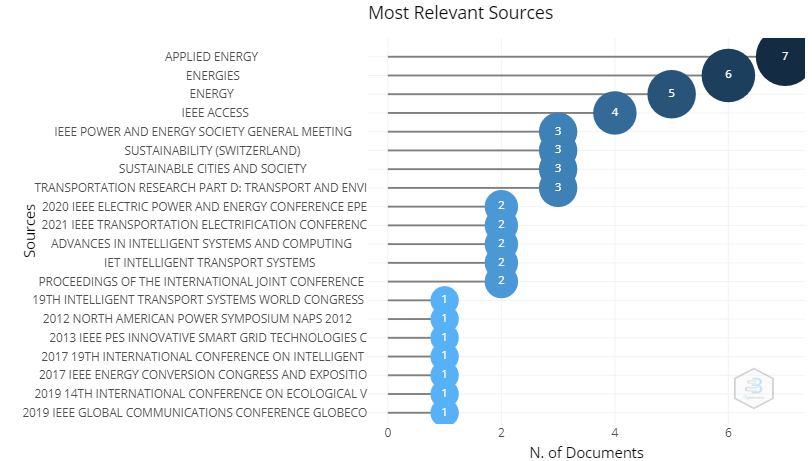 Most Relevant Sources
APPLIED ENERGY 7
ENERGIES 6
ENERGY 5
IEEE ACCESS 4
IEEE POWER AND ENERGY SOCIETY GENERAL MEETING 3
SUSTAINABILITY (SWITZERLAND) 3
SUSTAINABLE CITIES AND SOCIETY 3
TRANSPORTATION RESEARCH PART D: TRANSPORT AND ENVI 3
2020 IEEE ELECTRIC POWER AND ENERGY CONFERENCE EPE 2
2021 IEEE TRANSPORTATION ELECTRIFICATION CONFERENC 2
ADVANCES IN INTELLIGENT SYSTEMS AND COMPUTING 2
IET INTELLIGENT TRANSPORT SYSTEMS 2
PROCEEDINGS OF THE INTERNATIONAL JOINT CONFERENCE 2
19TH INTELLIGENT TRANSPORT SYSTEMS WORLD CONGRESS 1
2012 NORTH AMERICAN POWER SYMPOSIUM NAPS 2012 1
2013 IEEE PES INNOVATIVE SMART GRID TECHNOLOGIES C 1
2017 19TH INTERNATIONAL CONFERENCE ON INTELLIGENT 1
2017 IEEE ENERGY CONVERSION CONGRESS AND EXPOSITIO 1
2019 14TH INTERNATIONAL CONFERENCE ON ECOLOGICAL V 1
2019 IEEE GLOBAL COMMUNICATIONS CONFERENCE GLOBECO 1
Sources
0 2 4 6
N. of Documents